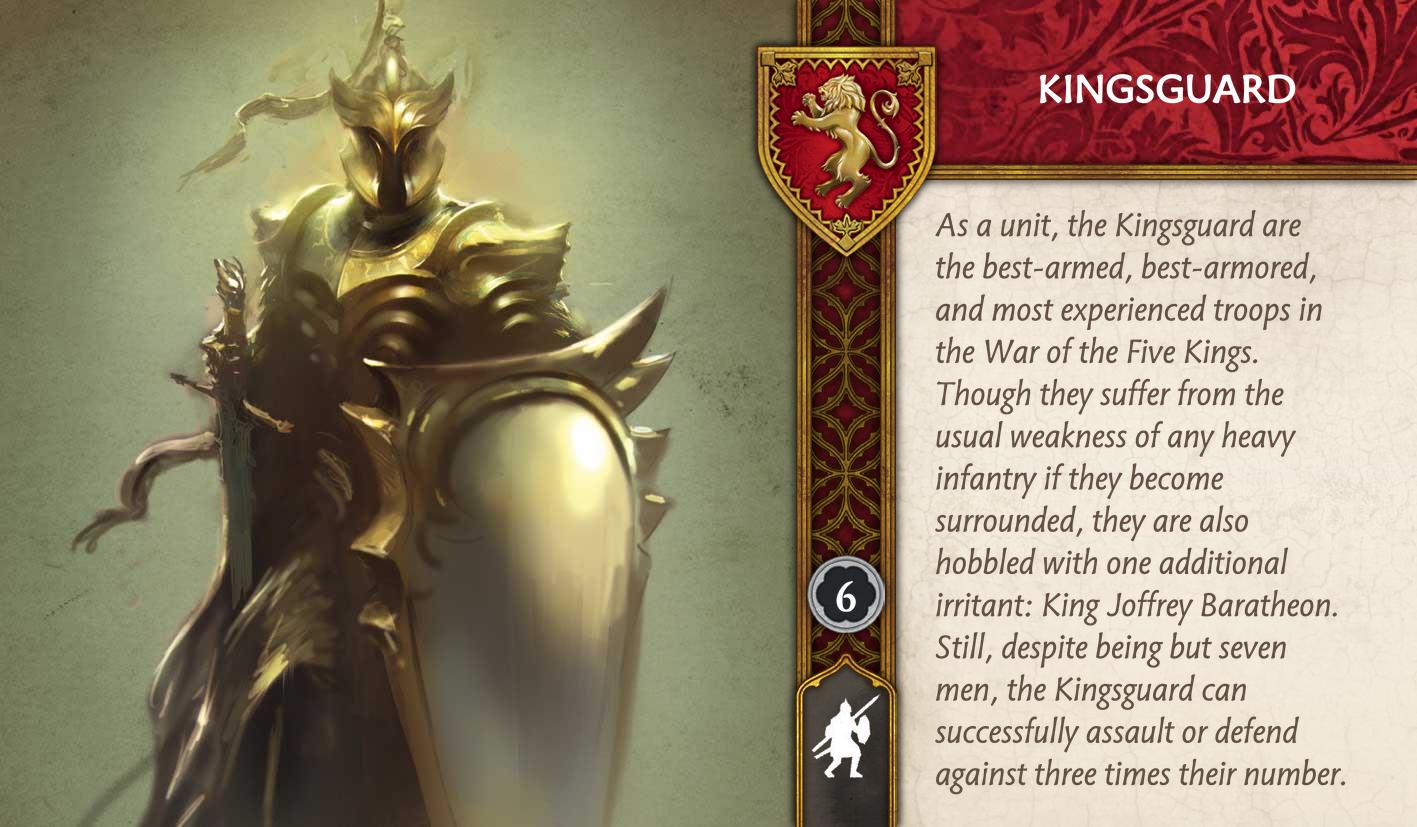 KINGSGUARD
As a unit, the Kingsguard are
the best-armed, best-armored,
and most experienced troops in
the War of the Five Kings.
Though they suffer from the
usual weakness of any heavy
infantry if they become
surrounded, they are also
hobbled with one additional
irritant: King Joffrey Baratheon.
Still, despite being but seven
men, the Kingsguard can
successfully assault or defend
against three times their number.
6